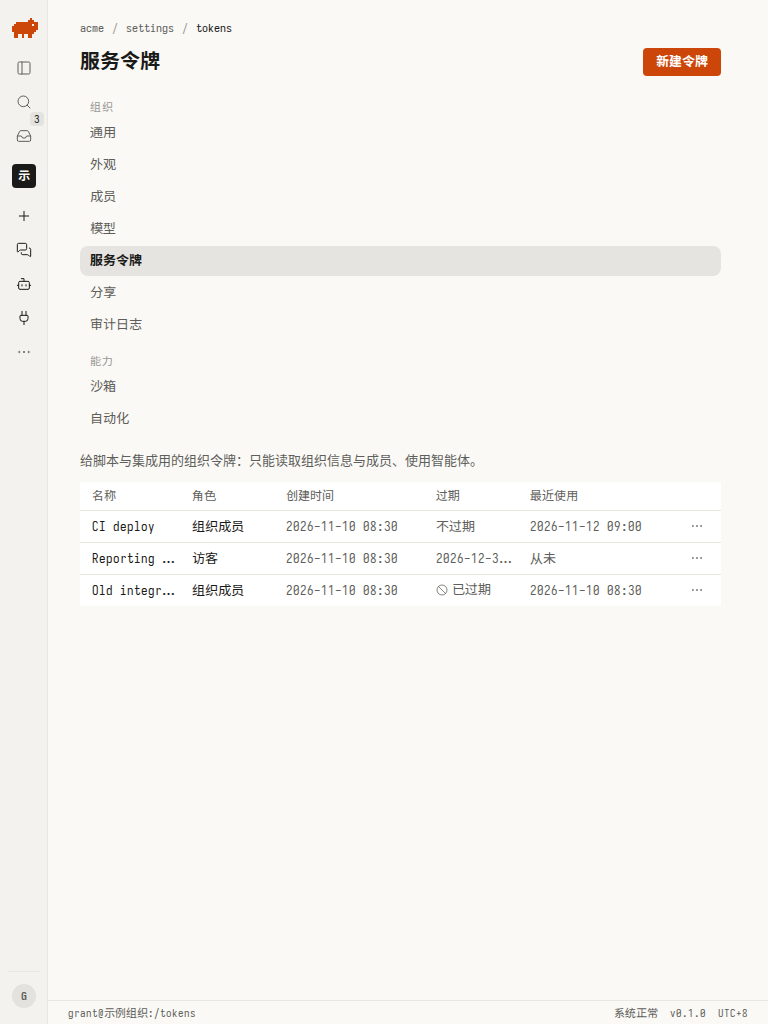 acme / settings / tokens
服务令牌
新建令牌
3
示
组织
通用
外观
成员
模型
服务令牌
分享
审计日志
能力
沙箱
自动化
给脚本与集成用的组织令牌：只能读取组织信息与成员、使用智能体。
名称 角色 创建时间 过期 最近使用
CI deploy 组织成员 2026-11-10 08:30 不过期 2026-11-12 09:00 ···
Reporting ... 访客 2026-11-10 08:30 2026-12-3... 从未 ···
Old integr... 组织成员 2026-11-10 08:30 已过期 2026-11-10 08:30 ···
G
grant@示例组织:/tokens 系统正常 v0.1.0 UTC+8